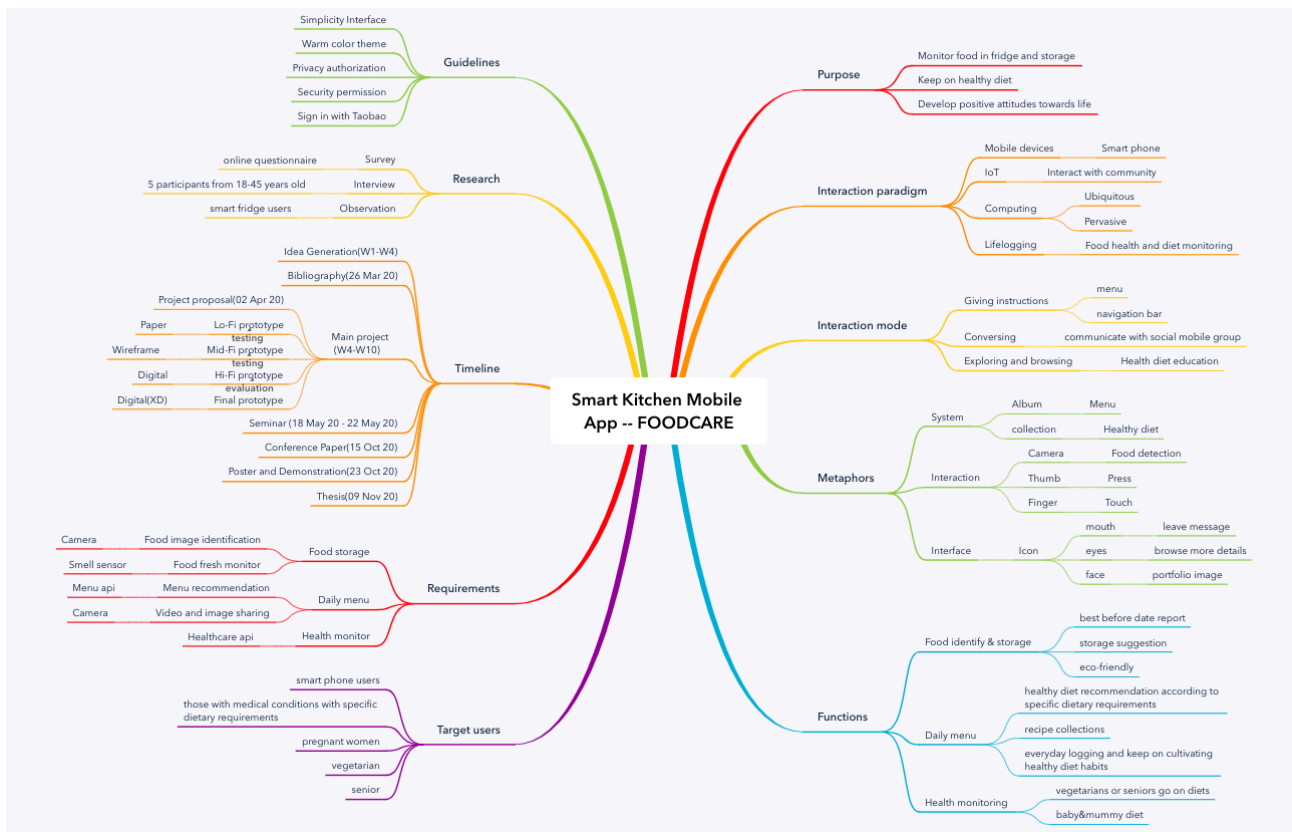 Smart Kitchen Mobile
App -- FOODCARE
Guidelines
Simplicity Interface
Warm color theme
Privacy authorization
Security permission
Sign in with Taobao
Research
Survey
online questionnaire
Interview
5 participants from 18-45 years old
Observation
smart fridge users
Timeline
Idea Generation(W1-W4)
Bibliography(26 Mar 20)
Main project
(W4-W10)
Project proposal(02 Apr 20)
Lo-Fi prototype
Paper
testing
Mid-Fi prototype
Wireframe
testing
Hi-Fi prototype
Digital
evaluation
Final prototype
Digital(XD)
Seminar (18 May 20 - 22 May 20)
Conference Paper(15 Oct 20)
Poster and Demonstration(23 Oct 20)
Thesis(09 Nov 20)
Requirements
Food storage
Food image identification
Camera
Food fresh monitor
Smell sensor
Daily menu
Menu recommendation
Menu api
Video and image sharing
Camera
Health monitor
Healthcare api
Target users
smart phone users
those with medical conditions with specific
dietary requirements
pregnant women
vegetarian
senior
Purpose
Monitor food in fridge and storage
Keep on healthy diet
Develop positive attitudes towards life
Interaction paradigm
Mobile devices
Smart phone
IoT
Interact with community
Computing
Ubiquitous
Pervasive
Lifelogging
Food health and diet monitoring
Interaction mode
Giving instructions
menu
navigation bar
Conversing
communicate with social mobile group
Exploring and browsing
Health diet education
Metaphors
System
Album
Menu
collection
Healthy diet
Interaction
Camera
Food detection
Thumb
Press
Finger
Touch
Interface
Icon
mouth
leave message
eyes
browse more details
face
portfolio image
Functions
Food identify & storage
best before date report
storage suggestion
eco-friendly
Daily menu
healthy diet recommendation according to
specific dietary requirements
recipe collections
everyday logging and keep on cultivating
healthy diet habits
Health monitoring
vegetarians or seniors go on diets
baby&mummy diet